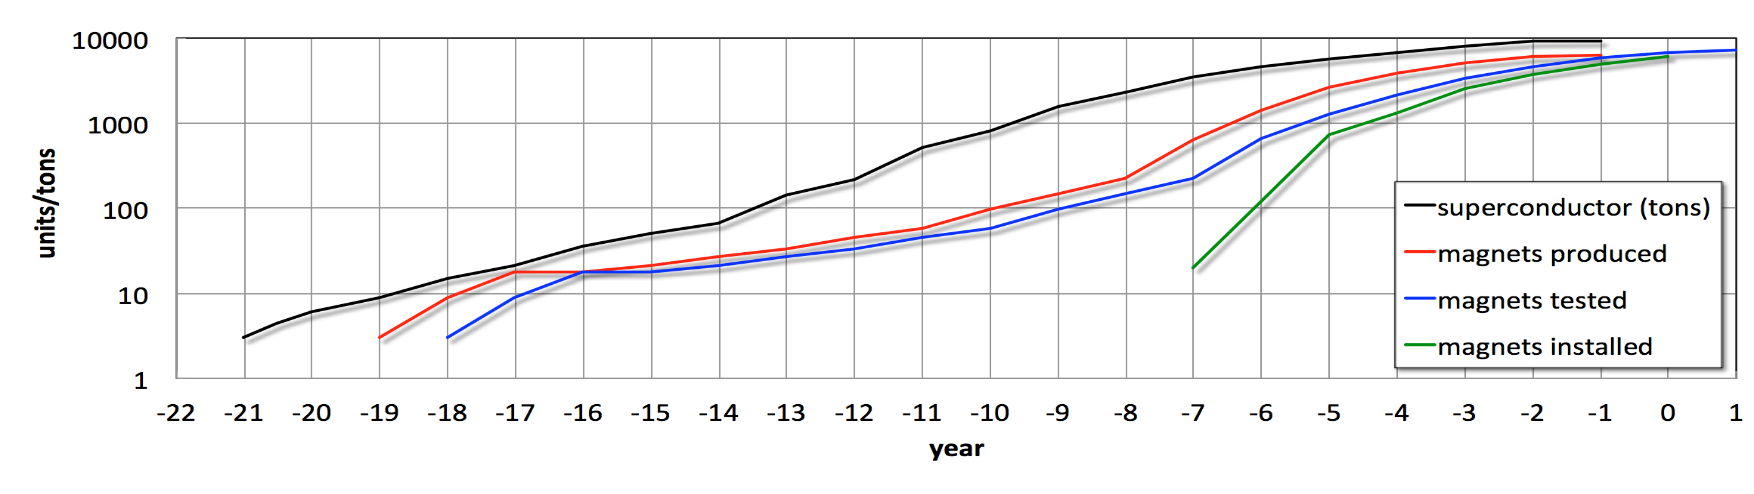 10000
1000
100
10
1
units/tons
superconductor (tons)
magnets produced
magnets tested
magnets installed
-22 -21 -20 -19 -18 -17 -16 -15 -14 -13 -12 -11 -10 -9 -8 -7 -6 -5 -4 -3 -2 -1 0 1
year